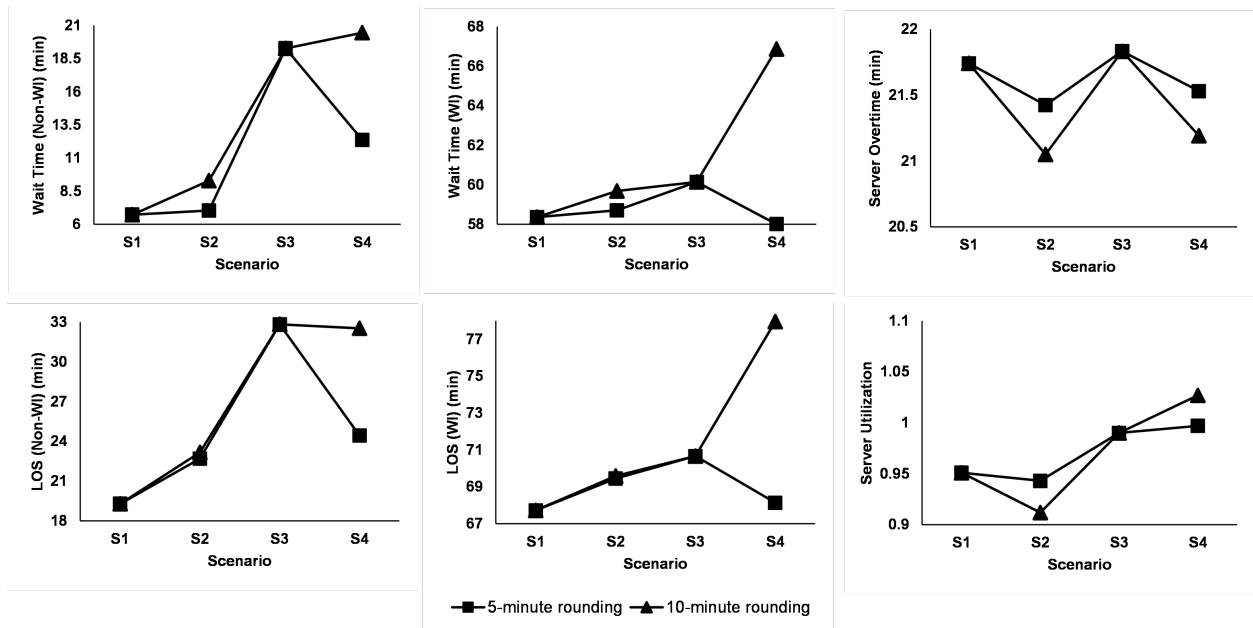 Wait Time (Non-WI) (min)
21
18.5
16
13.5
11
8.5
6
S1 S2 S3 S4
Scenario
Wait Time (WI) (min)
68
66
64
62
60
58
S1 S2 S3 S4
Scenario
Server Overtime (min)
22
21.5
21
20.5
S1 S2 S3 S4
Scenario
LOS (Non-WI) (min)
33
30
27
24
21
18
S1 S2 S3 S4
Scenario
LOS (WI) (min)
77
75
73
71
69
67
S1 S2 S3 S4
Scenario
Server Utilization
1.1
1.05
1
0.95
0.9
S1 S2 S3 S4
Scenario
5-minute rounding 10-minute rounding